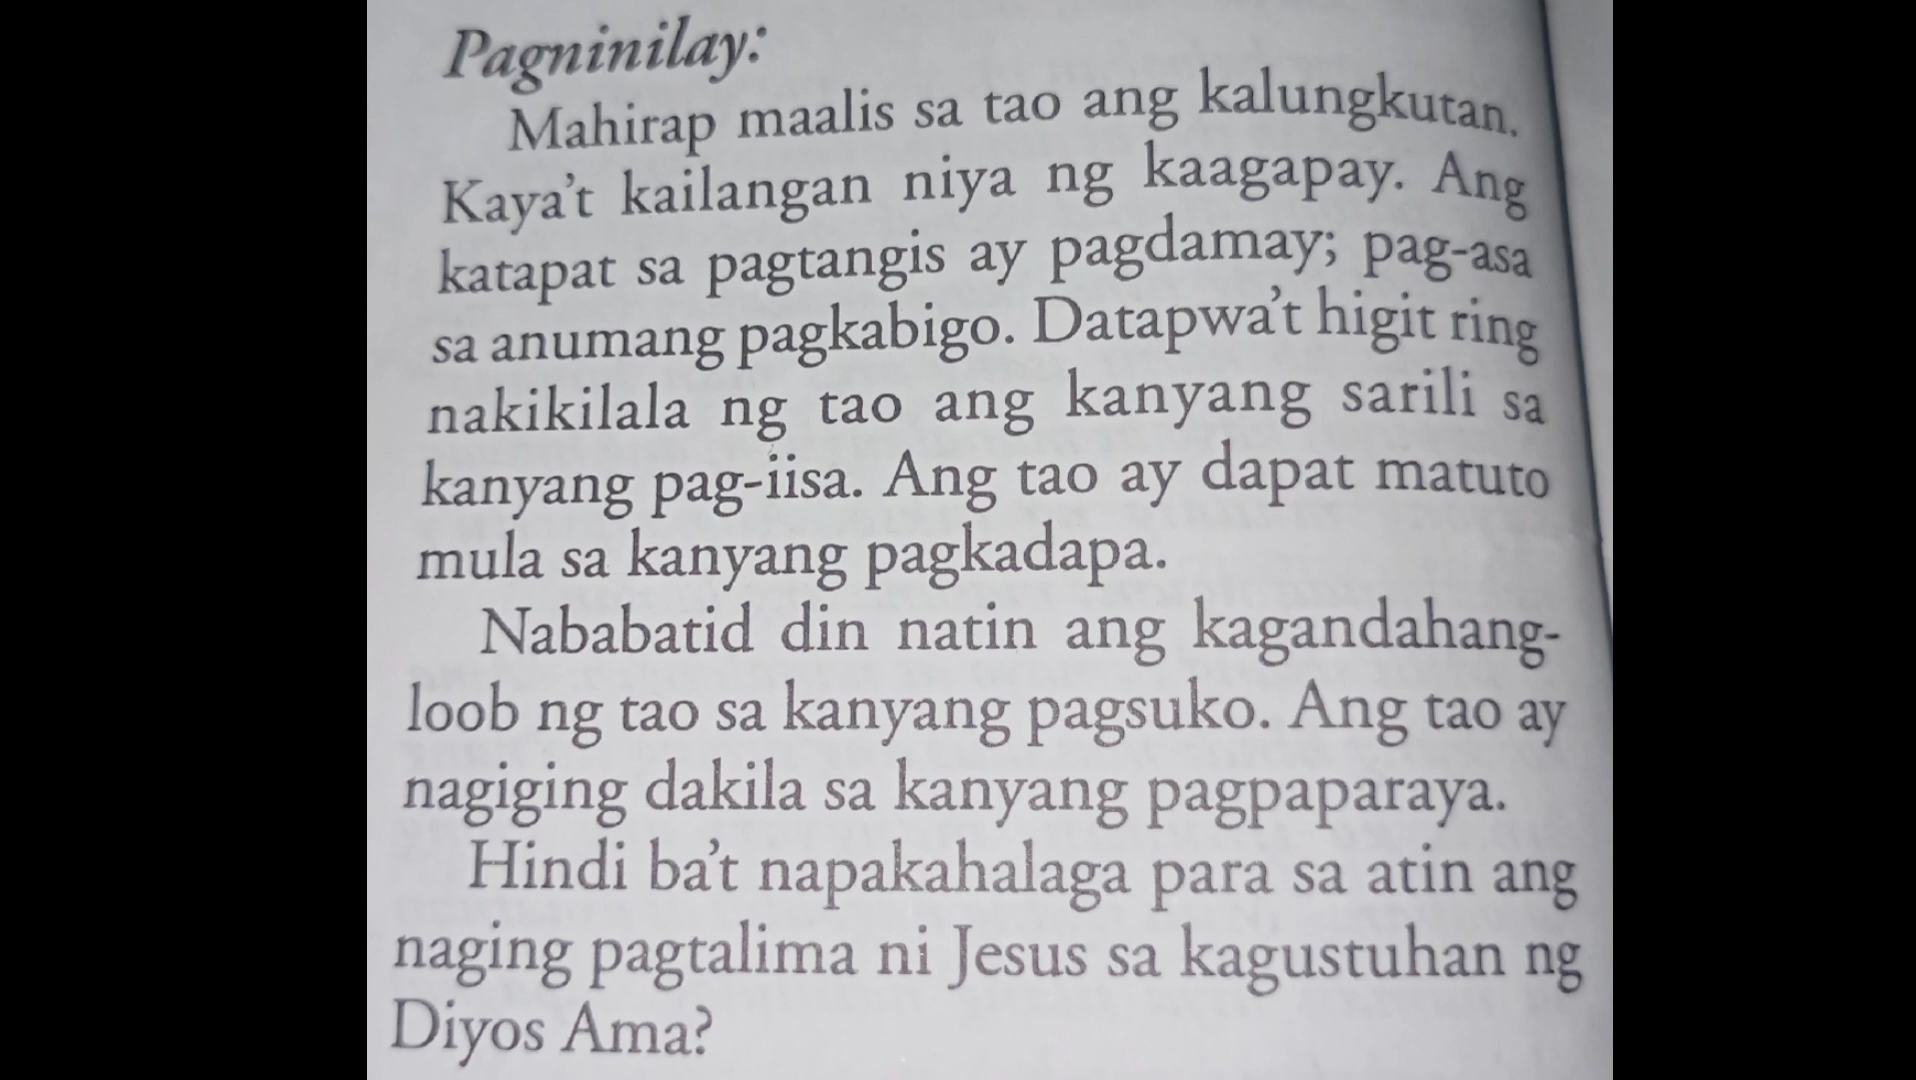 Pagninilay:
Mahirap maalis sa tao ang kalungkutan.
Kaya't kailangan niya ng kaagapay. Ang
katapat sa pagtangis ay pagdamay; pag-asa
sa anumang pagkabigo. Datapwa't higit ring
nakikilala ng tao ang kanyang sarili sa
kanyang pag-iisa. Ang tao ay dapat matuto
mula sa kanyang pagkadapa.
Nababatid din natin ang kagandahang-
loob ng tao sa kanyang pagsuko. Ang tao ay
nagiging dakila sa kanyang pagpaparaya.
Hindi ba't napakahalaga para sa atin ang
naging pagtalima ni Jesus sa kagustuhan ng
Diyos Ama?